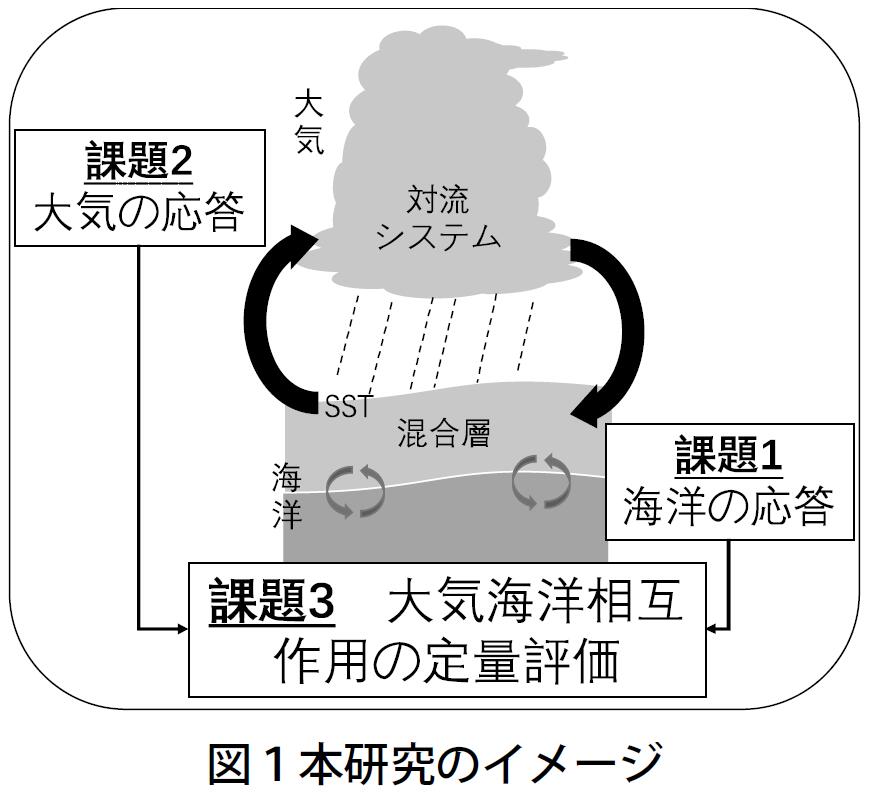 大気
課題2
大気の応答
対流
システム
SST
混合層
海洋
課題1
海洋の応答
課題3　大気海洋相互
作用の定量評価
図1本研究のイメージ